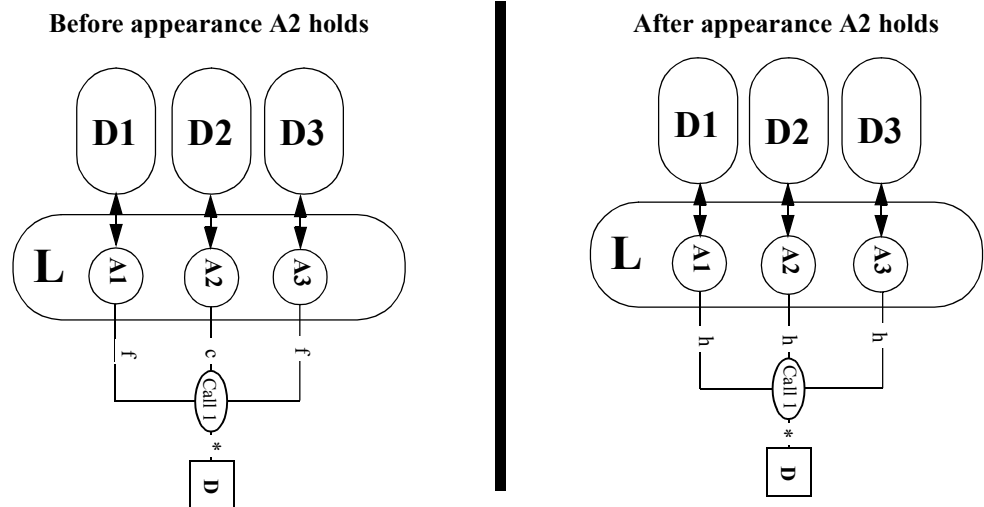 Before appearance A2 holds
D1 D2 D3
L A1 A2 A3
f c f
Call 1
*
D
After appearance A2 holds
D1 D2 D3
L A1 A2 A3
h h h
Call 1
*
D